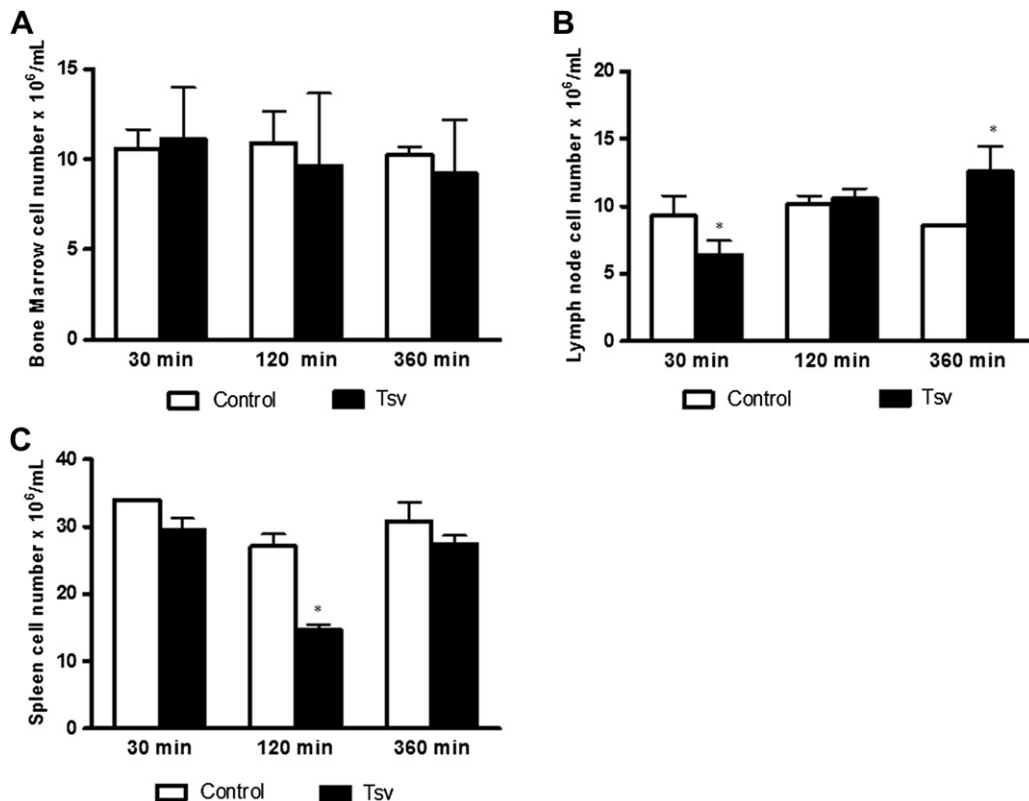 A
Bone Marrow cell number x 10⁶/mL
15
10
5
0
30 min
120 min
360 min
Control
Tsv
B
Lymph node cell number x 10⁶/mL
20
15
10
5
0
*
*
30 min
120 min
360 min
Control
Tsv
C
Spleen cell number x 10⁶/mL
40
30
20
10
0
*
30 min
120 min
360 min
Control
Tsv